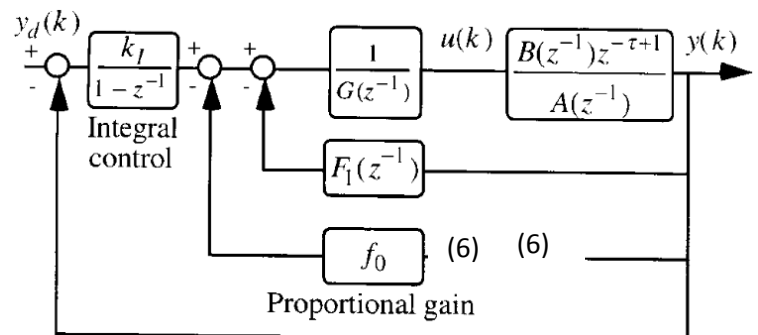 y_d(k)
+
-
k_I
1 - z^{-1}
Integral
control
+
-
+
-
1
G(z^{-1})
u(k)
B(z^{-1})z^{-τ+1}
A(z^{-1})
y(k)
F_1(z^{-1})
f_0
(6) (6)
Proportional gain